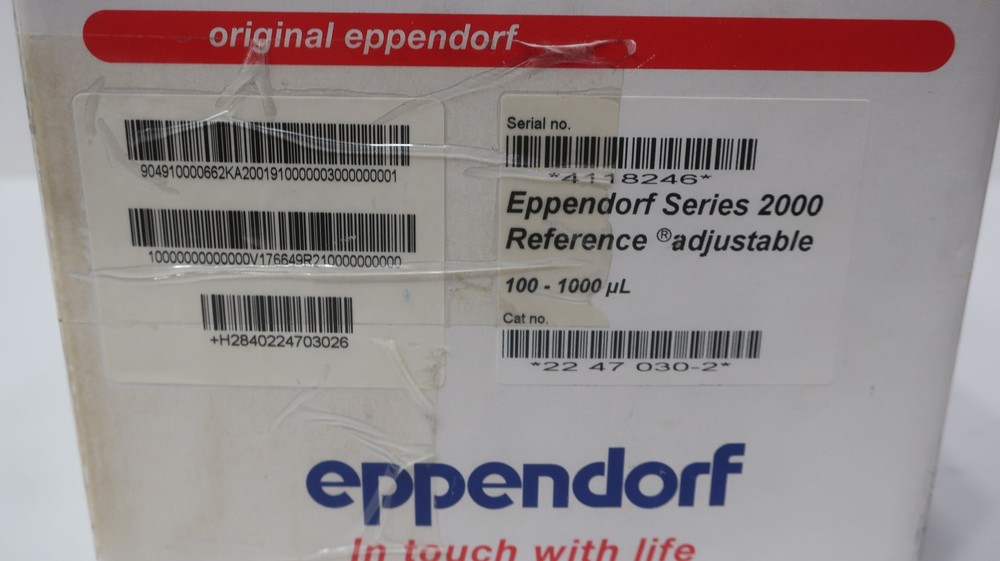 original eppendorf
904910000662KA2001910000003000000001
10000000000000V176649R210000000000
+H2840224703026
Serial no.
*4118246*
Eppendorf Series 2000
Reference ®adjustable
100 - 1000 µL
Cat no.
*22 47 030-2*
eppendorf
In touch with life